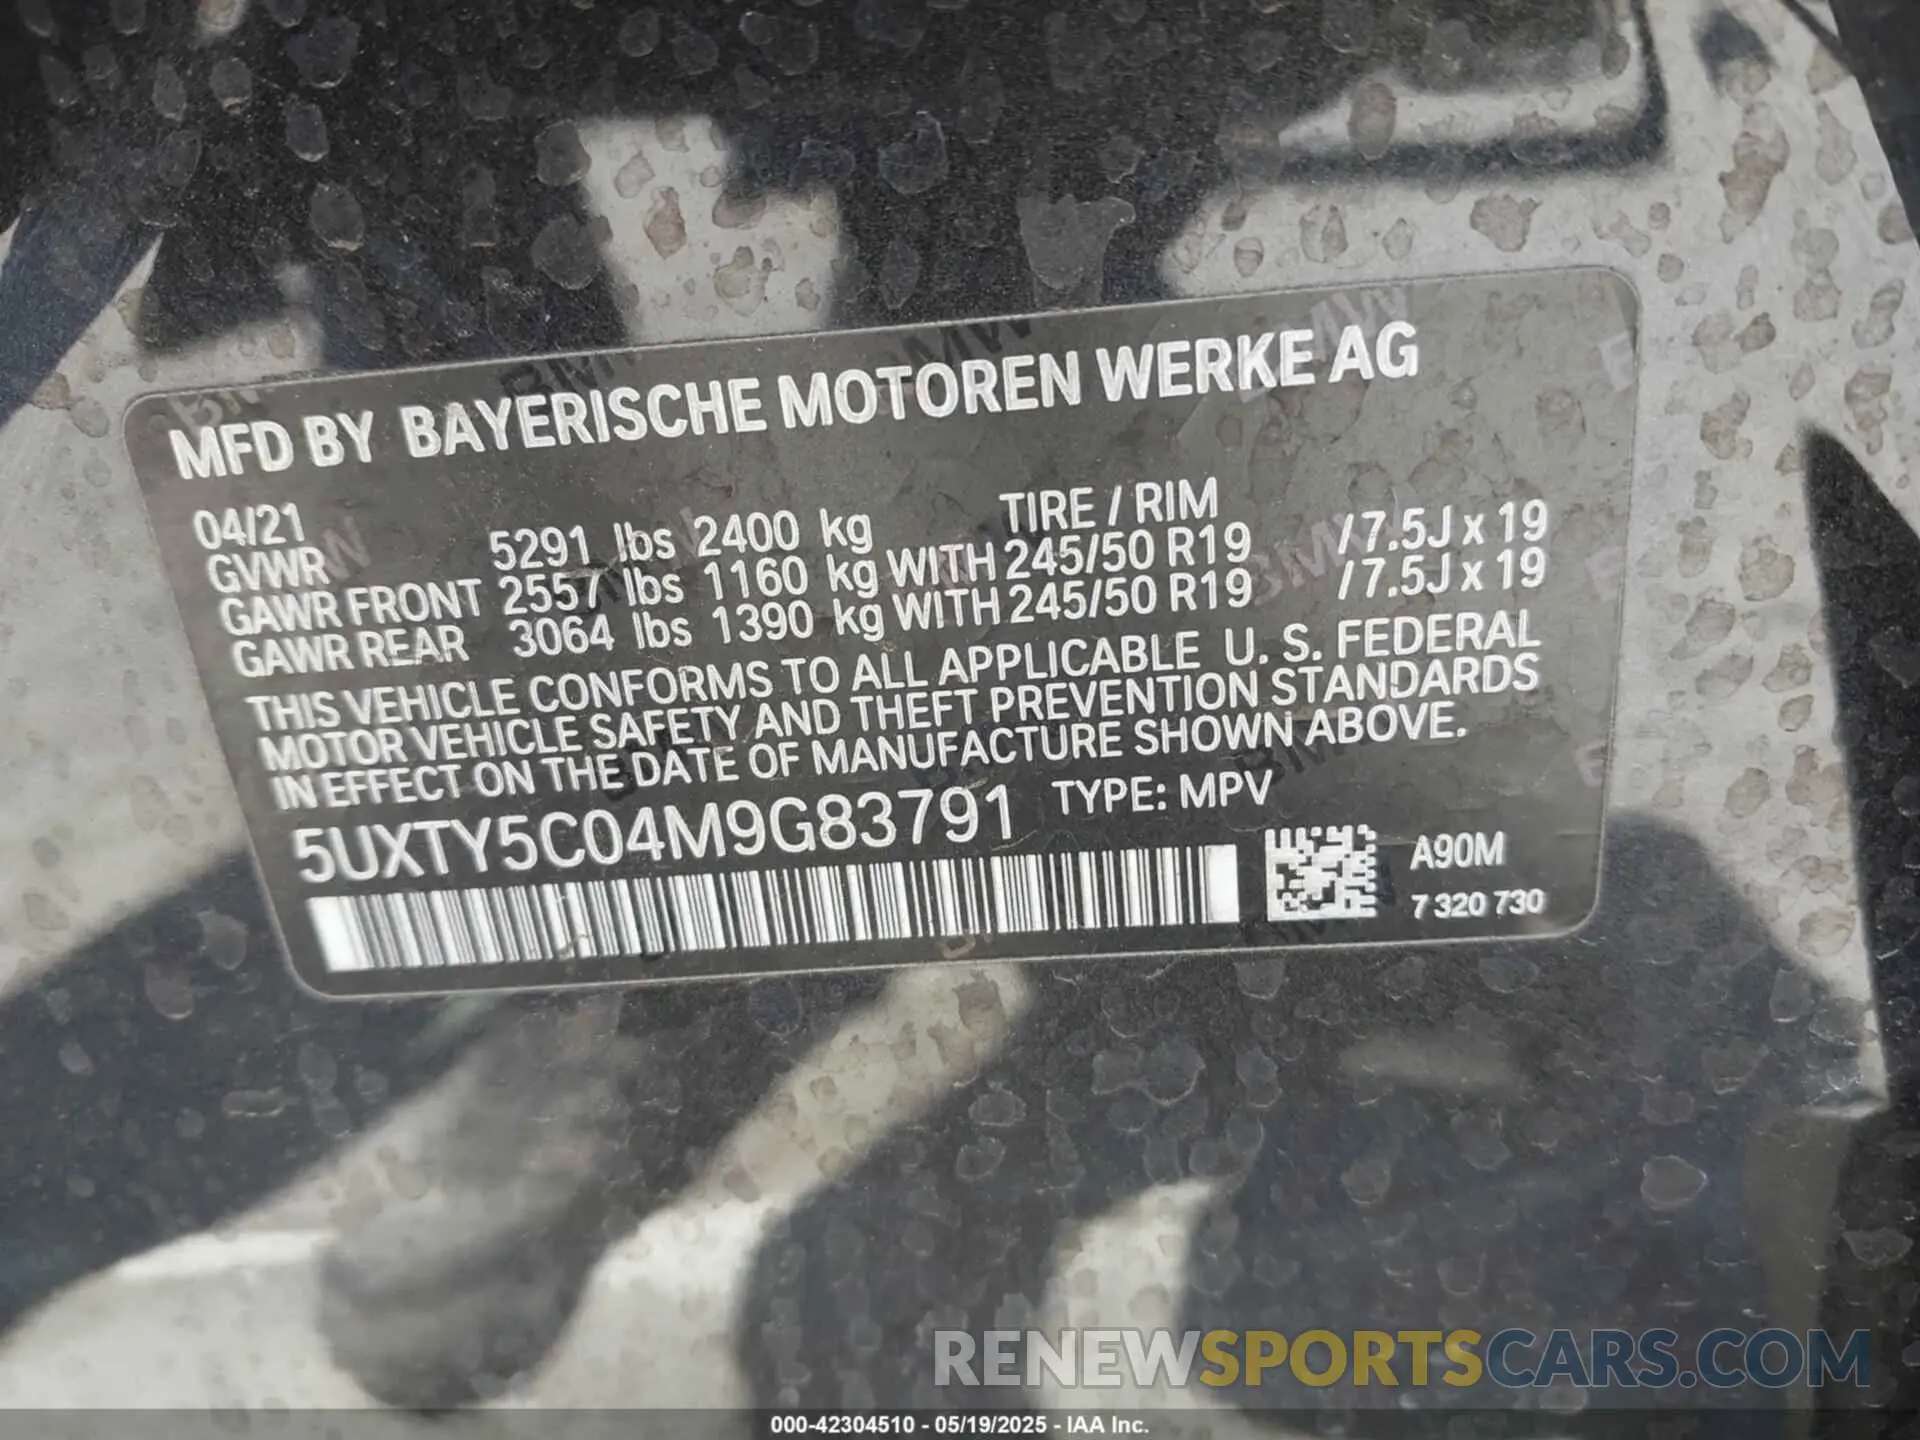 MFD BY BAYERISCHE MOTOREN WERKE AG
04/21 TIRE / RIM
GVWR 5291 lbs 2400 kg
GAWR FRONT 2557 lbs 1160 kg WITH 245/50 R19 / 7.5J x 19
GAWR REAR 3064 lbs 1390 kg WITH 245/50 R19 / 7.5J x 19
THIS VEHICLE CONFORMS TO ALL APPLICABLE U. S. FEDERAL
MOTOR VEHICLE SAFETY AND THEFT PREVENTION STANDARDS
IN EFFECT ON THE DATE OF MANUFACTURE SHOWN ABOVE.
5UXTY5C04M9G83791 TYPE: MPV
A90M
7 320 730
RENEWSPORTSCARS.COM
000-42304510 - 05/19/2025 - IAA Inc.